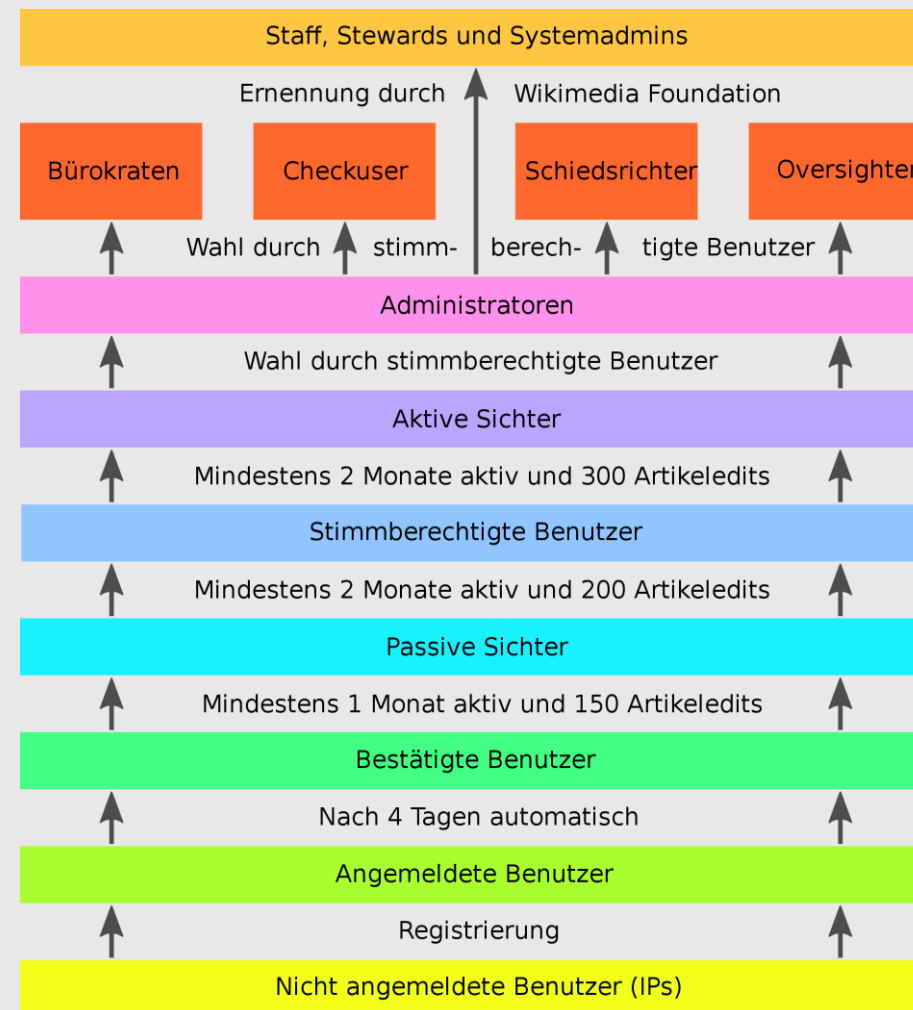 Staff, Stewards und Systemadmins
Ernennung durch Wikimedia Foundation
Bürokraten Checkuser Schiedsrichter Oversighter
Wahl durch stimm- berech- tigte Benutzer
Administratoren
Wahl durch stimmberechtigte Benutzer
Aktive Sichter
Mindestens 2 Monate aktiv und 300 Artikeledits
Stimmberechtigte Benutzer
Mindestens 2 Monate aktiv und 200 Artikeledits
Passive Sichter
Mindestens 1 Monat aktiv und 150 Artikeledits
Bestätigte Benutzer
Nach 4 Tagen automatisch
Angemeldete Benutzer
Registrierung
Nicht angemeldete Benutzer (IPs)